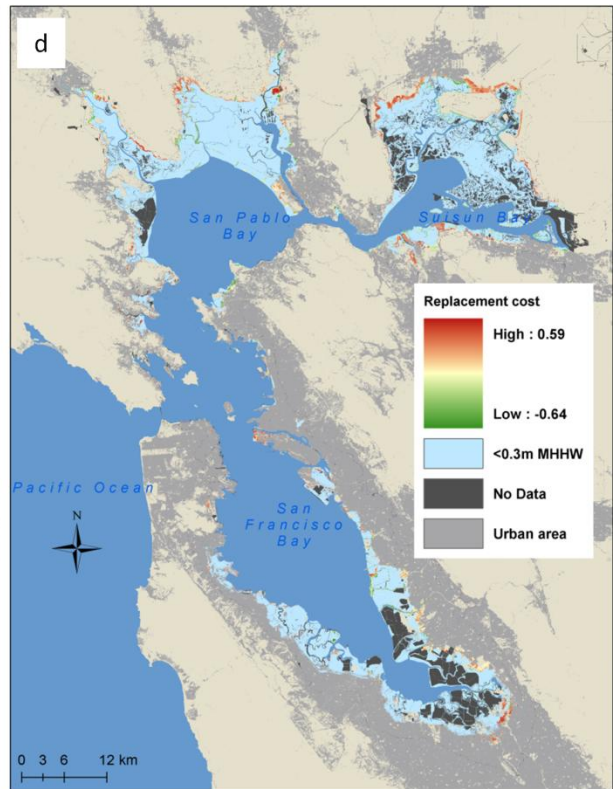 d
San Pablo
Bay
Suisun Bay
Replacement cost
High : 0.59
Low : -0.64
<0.3m MHHW
No Data
Urban area
Pacific Ocean
San
Francisco
Bay
N
0 3 6 12 km